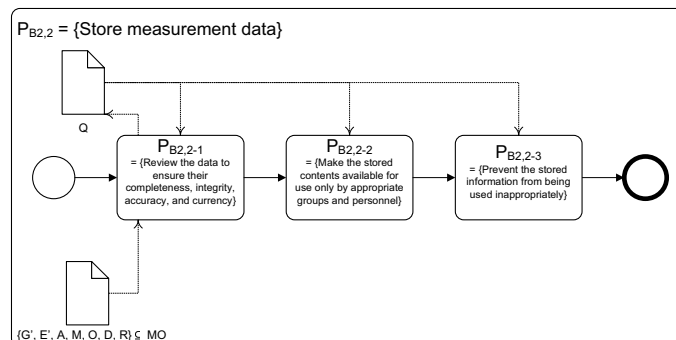 P_B2,2 = {Store measurement data}
Q
P_B2,2-1
= {Review the data to
ensure their
completeness, integrity,
accuracy, and currency}
P_B2,2-2
= {Make the stored
contents available for
use only by appropriate
groups and personnel}
P_B2,2-3
= {Prevent the stored
information from being
used inappropriately}
{G', E', A, M, O, D, R} ⊆ MO